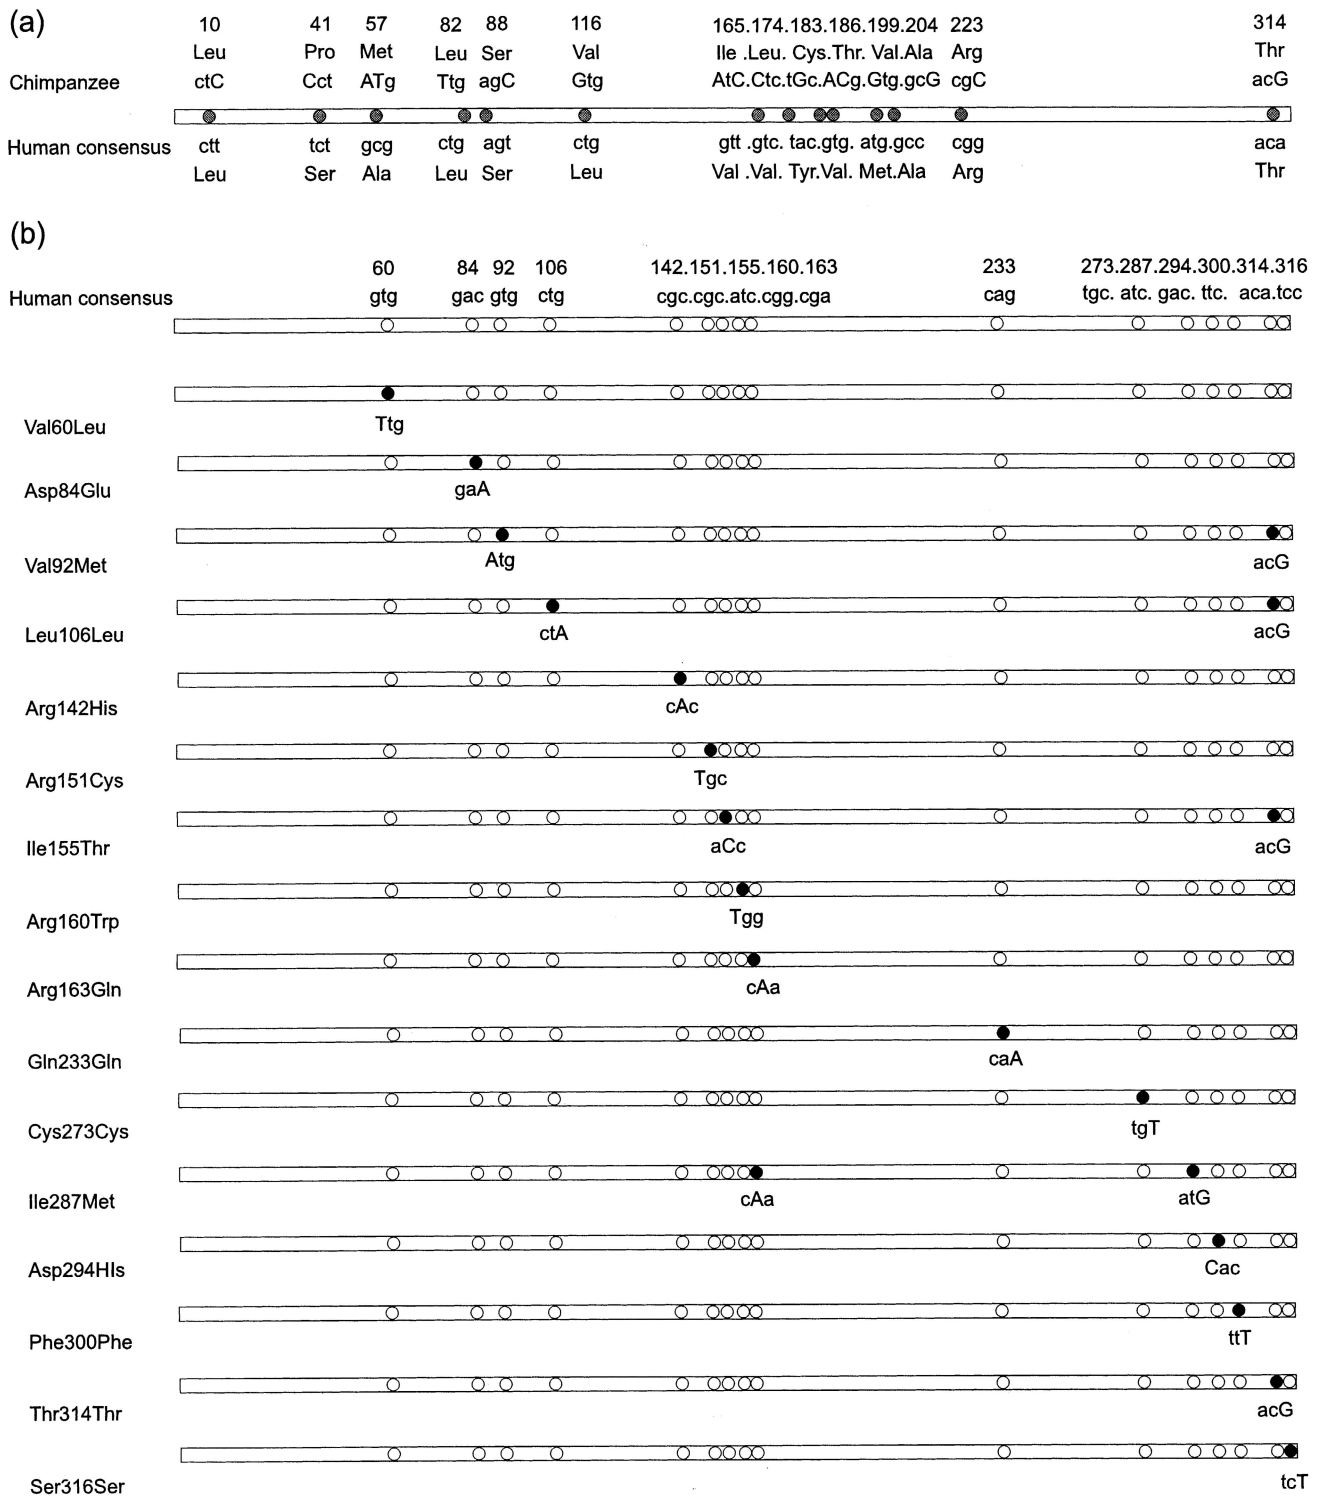 (a)
10 41 57 82 88 116 165.174.183.186.199.204 223 314
Leu Pro Met Leu Ser Val Ile .Leu. Cys.Thr. Val.Ala Arg Thr
Chimpanzee ctC Cct ATg Ttg agC Gtg AtC.Ctc.tGc.ACg.Gtg.gcG cgC acG
Human consensus ctt tct gcg ctg agt ctg gtt .gtc. tac.gtg. atg.gcc cgg aca
Leu Ser Ala Leu Ser Leu Val .Val. Tyr.Val. Met.Ala Arg Thr
(b)
60 84 92 106 142.151.155.160.163 233 273.287.294.300.314.316
Human consensus gtg gac gtg ctg cgc.cgc.atc.cgg.cga cag tgc. atc. gac. ttc. aca.tcc
Val60Leu Ttg
Asp84Glu gaA
Val92Met Atg acG
Leu106Leu ctA acG
Arg142His cAc
Arg151Cys Tgc
Ile155Thr aCc acG
Arg160Trp Tgg
Arg163Gln cAa
Gln233Gln caA
Cys273Cys tgT
Ile287Met cAa atG
Asp294HIs Cac
Phe300Phe ttT
Thr314Thr acG
Ser316Ser tcT